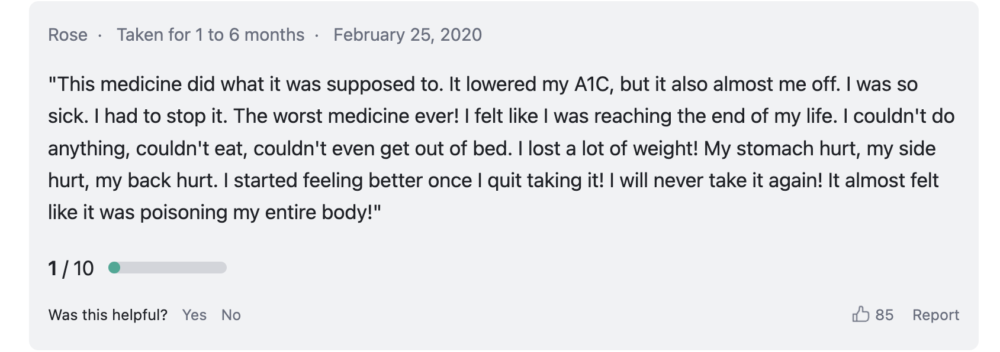 Rose · Taken for 1 to 6 months · February 25, 2020
"This medicine did what it was supposed to. It lowered my A1C, but it also almost me off. I was so
sick. I had to stop it. The worst medicine ever! I felt like I was reaching the end of my life. I couldn't do
anything, couldn't eat, couldn't even get out of bed. I lost a lot of weight! My stomach hurt, my side
hurt, my back hurt. I started feeling better once I quit taking it! I will never take it again! It almost felt
like it was poisoning my entire body!"
1 / 10
Was this helpful? Yes No 85 Report